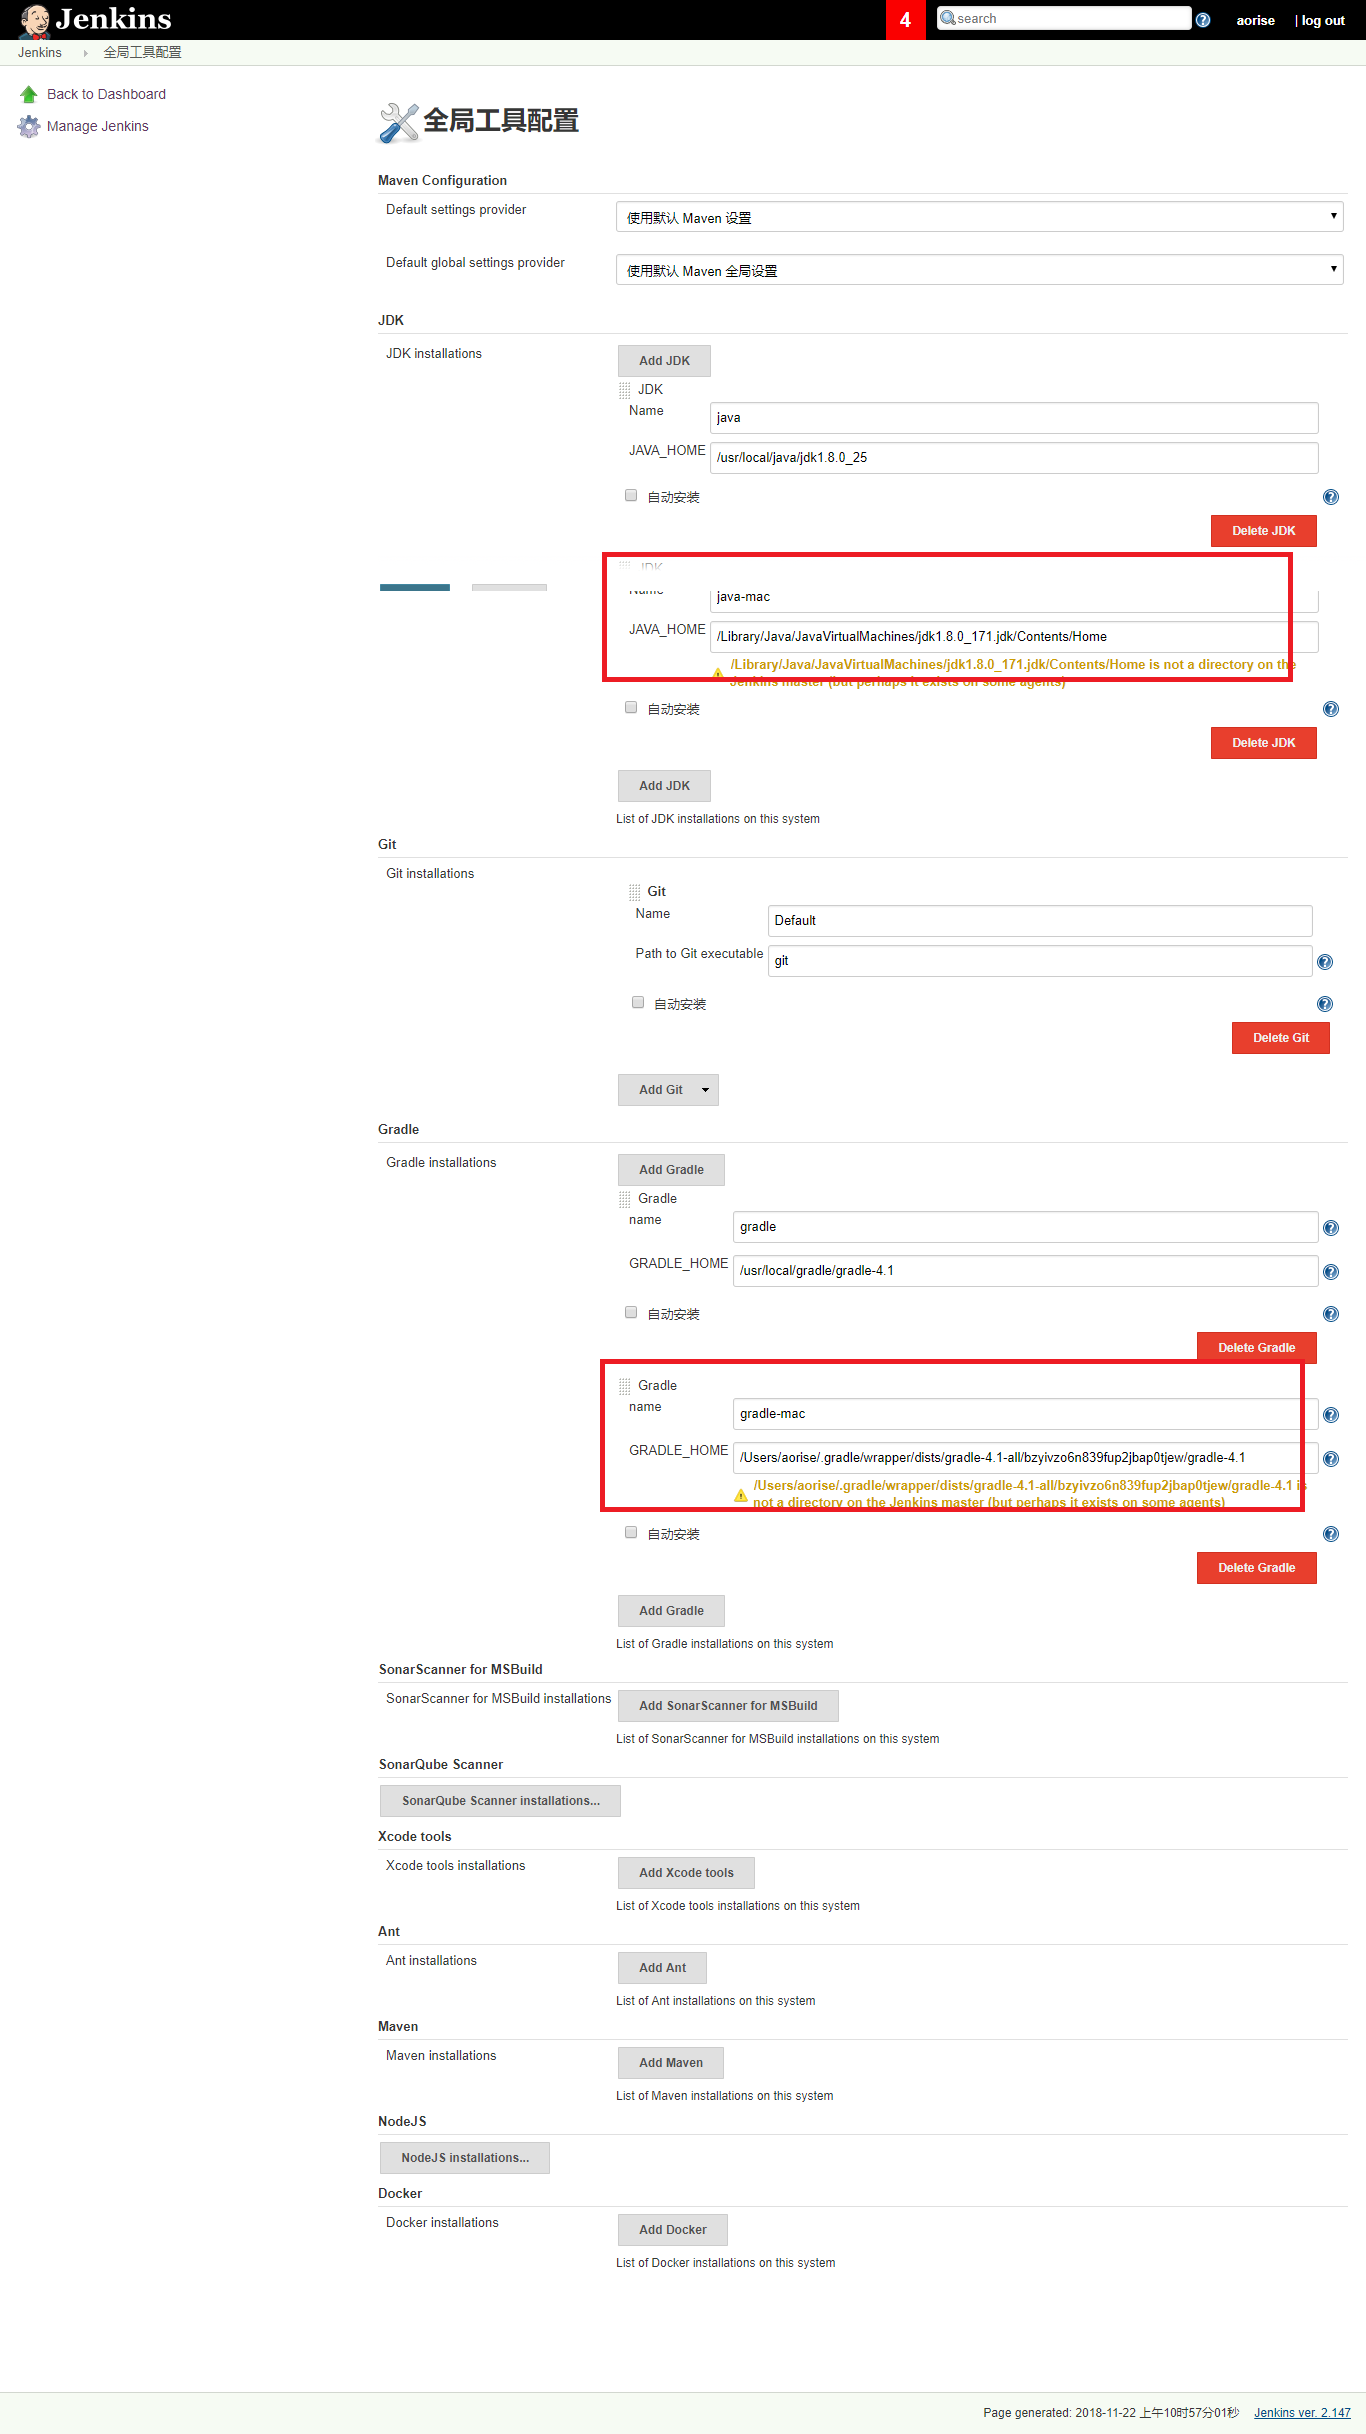 Jenkins
4
search
aorise
| log out
Jenkins
全局工具配置
Back to Dashboard
Manage Jenkins
全局工具配置
Maven Configuration
Default settings provider
使用默认 Maven 设置
Default global settings provider
使用默认 Maven 全局设置
JDK
JDK installations
Add JDK
JDK
Name
java
JAVA_HOME
/usr/local/java/jdk1.8.0_25
自动安装
Delete JDK
JDK
Name
java-mac
JAVA_HOME
/Library/Java/JavaVirtualMachines/jdk1.8.0_171.jdk/Contents/Home
/Library/Java/JavaVirtualMachines/jdk1.8.0_171.jdk/Contents/Home is not a directory on the
Jenkins master (but perhaps it exists on some agents)
自动安装
Delete JDK
Add JDK
List of JDK installations on this system
Git
Git installations
Git
Name
Default
Path to Git executable
git
自动安装
Delete Git
Add Git
Gradle
Gradle installations
Add Gradle
Gradle
name
gradle
GRADLE_HOME
/usr/local/gradle/gradle-4.1
自动安装
Delete Gradle
Gradle
name
gradle-mac
GRADLE_HOME
/Users/aorise/.gradle/wrapper/dists/gradle-4.1-all/bzyivzo6n839fup2jbap0tjew/gradle-4.1
/Users/aorise/.gradle/wrapper/dists/gradle-4.1-all/bzyivzo6n839fup2jbap0tjew/gradle-4.1 is
not a directory on the Jenkins master (but perhaps it exists on some agents)
自动安装
Delete Gradle
Add Gradle
List of Gradle installations on this system
SonarScanner for MSBuild
SonarScanner for MSBuild installations
Add SonarScanner for MSBuild
List of SonarScanner for MSBuild installations on this system
SonarQube Scanner
SonarQube Scanner installations...
Xcode tools
Xcode tools installations
Add Xcode tools
List of Xcode tools installations on this system
Ant
Ant installations
Add Ant
List of Ant installations on this system
Maven
Maven installations
Add Maven
List of Maven installations on this system
NodeJS
NodeJS installations...
Docker
Docker installations
Add Docker
List of Docker installations on this system
Page generated: 2018-11-22 上午10时57分01秒
Jenkins ver. 2.147